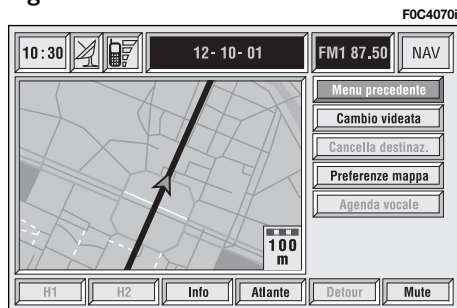 F0C4070i
10:30 12-10-01 FM1 87.50 NAV
Menu precedente
Cambio videata
Cancella destinaz.
Preferenze mappa
Agenda vocale
100
m
H1 H2 Info Atlante Detour Mute